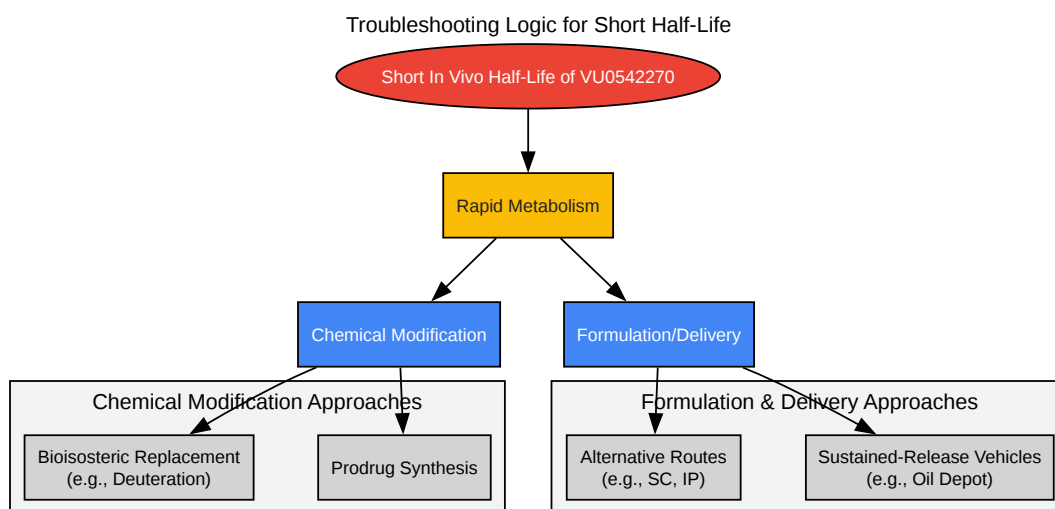 Troubleshooting Logic for Short Half-Life
Short In Vivo Half-Life of VU0542270
Rapid Metabolism
Chemical Modification
Formulation/Delivery
Chemical Modification Approaches
Formulation & Delivery Approaches
Bioisosteric Replacement
(e.g., Deuteration)
Prodrug Synthesis
Alternative Routes
(e.g., SC, IP)
Sustained-Release Vehicles
(e.g., Oil Depot)